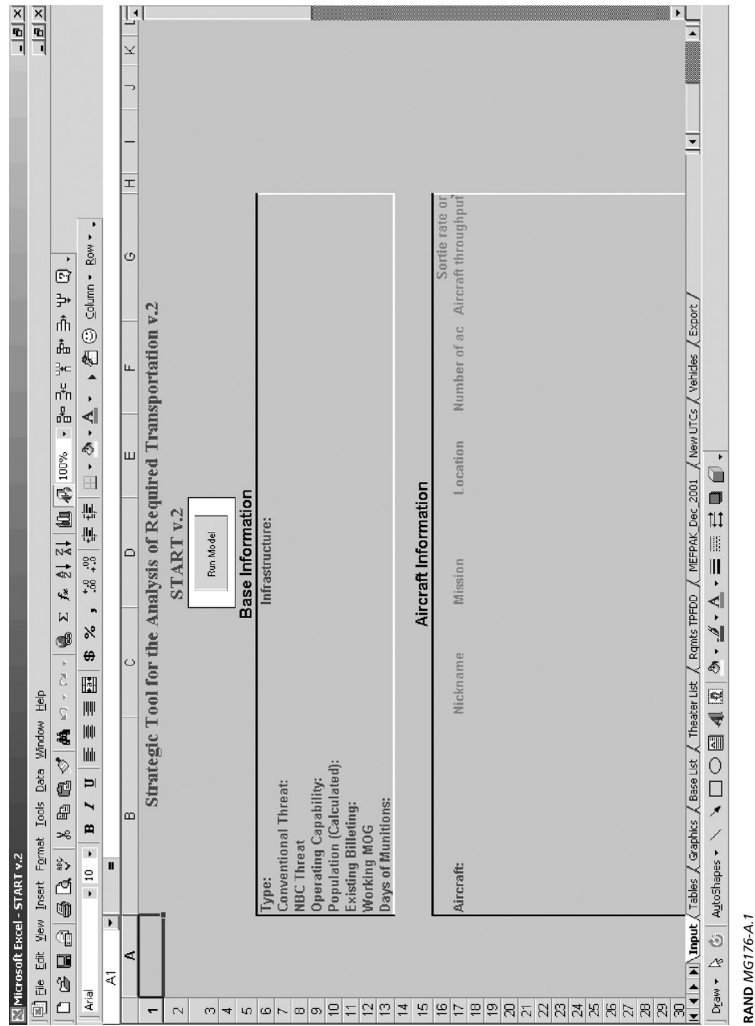 Microsoft Excel - START v.2
File Edit View Insert Format Tools Data Window Help
100%
Arial 10 B I U $ % , .00 Column Row
A1 =
A B C D E F G H I J K L
1 Strategic Tool for the Analysis of Required Transportation v.2
2 START v.2
3 Run Model
4
5 Base Information
6 Type: Infrastructure:
7 Conventional Threat:
8 NBC Threat
9 Operating Capability:
10 Population (Calculated):
11 Existing Billeting:
12 Working MOG
13 Days of Munitions:
14
15 Aircraft Information
16 Sortie rate or
17 Aircraft: Nickname Mission Location Number of ac Aircraft throughput
18
19
20
21
22
23
24
25
26
27
28
29
30
Input Tables Graphics Base List Theater List Rqmts TPFDD MEFPAK_Dec_2001 New UTCs Vehicles Export
Draw AutoShapes
RAND MG176-A.1